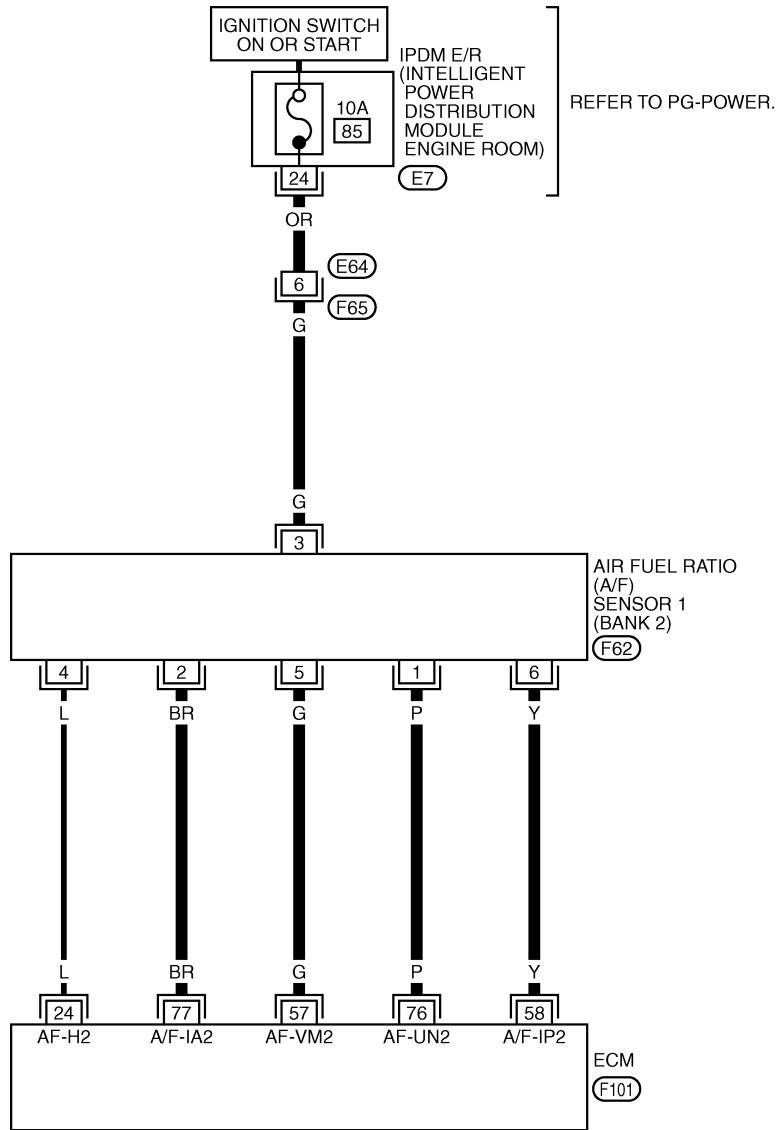 IGNITION SWITCH
ON OR START
IPDM E/R
(INTELLIGENT
POWER
DISTRIBUTION
MODULE
ENGINE ROOM)
REFER TO PG-POWER.
10A
85
24
E7
OR
E64
6
F65
G
G
3
AIR FUEL RATIO
(A/F)
SENSOR 1
(BANK 2)
F62
4 2 5 1 6
L BR G P Y
L BR G P Y
24 77 57 76 58
AF-H2 A/F-IA2 AF-VM2 AF-UN2 A/F-IP2
ECM
F101